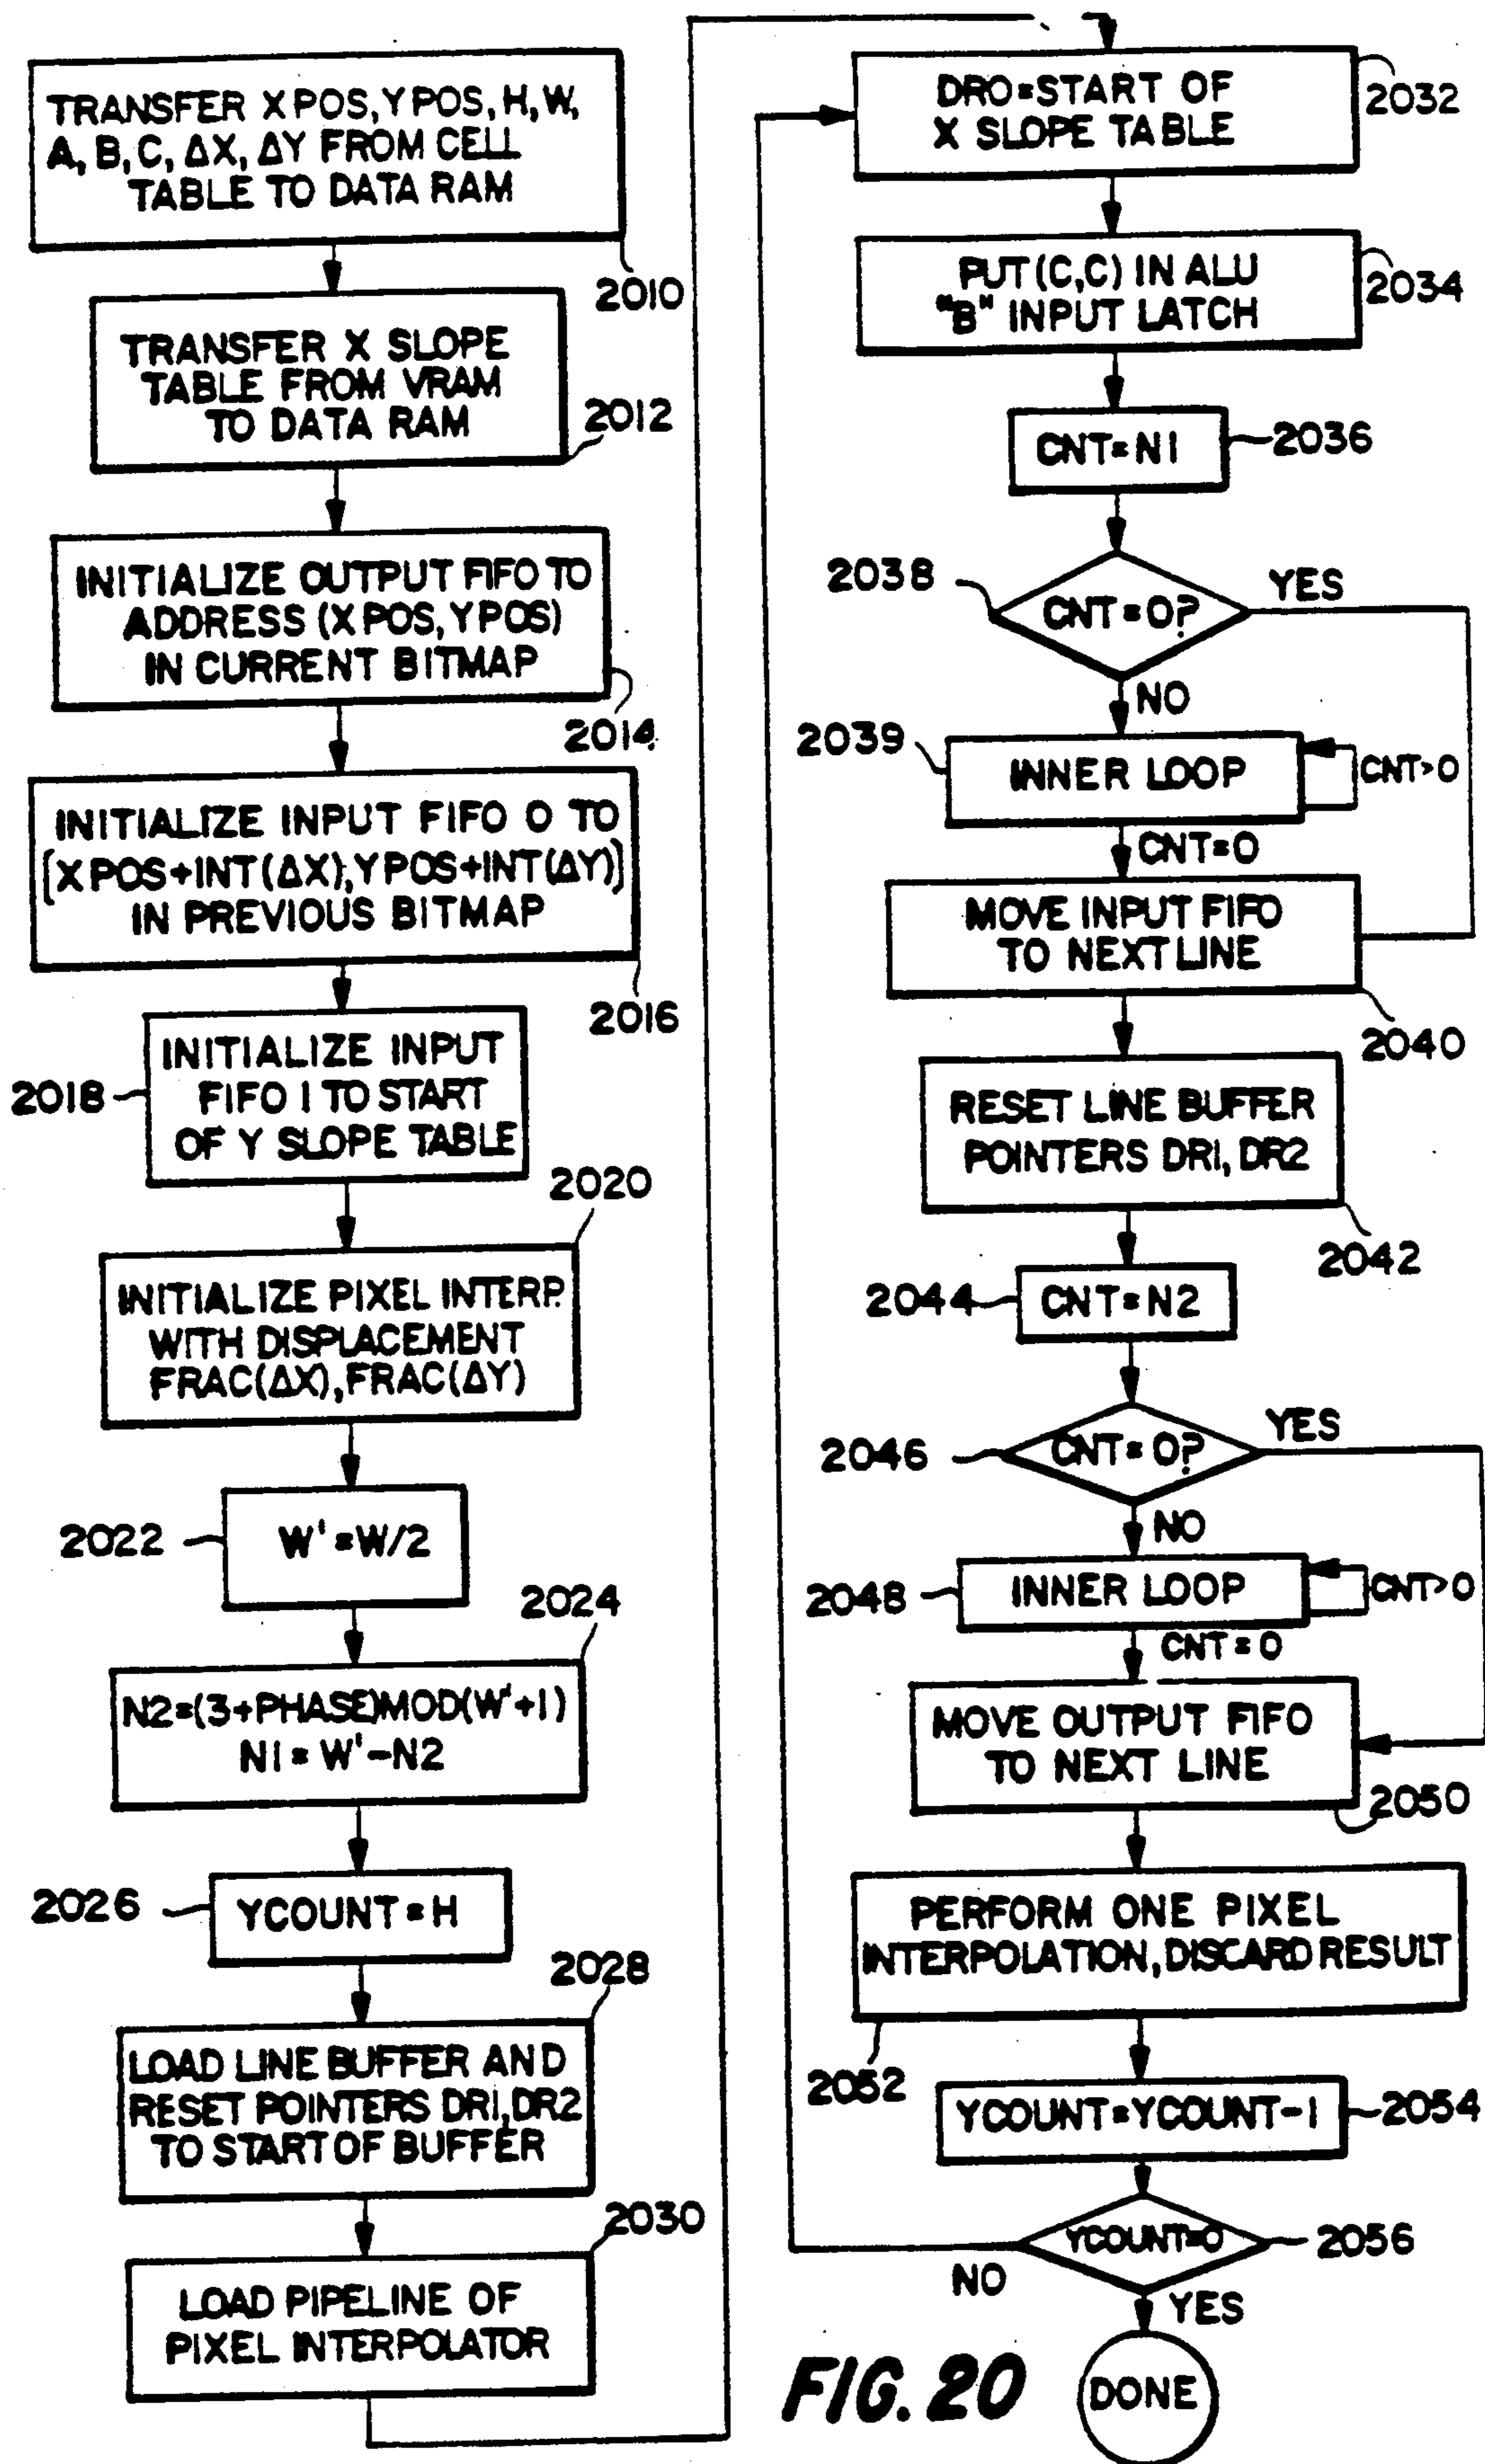 TRANSFER X POS, Y POS, H, W,
A, B, C, ΔX, ΔY FROM CELL
TABLE TO DATA RAM
2010
TRANSFER X SLOPE
TABLE FROM VRAM
TO DATA RAM
2012
INITIALIZE OUTPUT FIFO TO
ADDRESS (X POS, Y POS)
IN CURRENT BITMAP
2014
INITIALIZE INPUT FIFO 0 TO
[X POS+INT(ΔX), Y POS+INT(ΔY)]
IN PREVIOUS BITMAP
2016
INITIALIZE INPUT
FIFO 1 TO START
OF Y SLOPE TABLE
2018
2020
INITIALIZE PIXEL INTERP.
WITH DISPLACEMENT
FRAC(ΔX), FRAC(ΔY)
2022
W' = W/2
2024
N2=(3+PHASE)MOD(W'+1)
N1 = W'-N2
2026
YCOUNT = H
2028
LOAD LINE BUFFER AND
RESET POINTERS DR1, DR2
TO START OF BUFFER
2030
LOAD PIPELINE OF
PIXEL INTERPOLATOR
DR0=START OF
X SLOPE TABLE
2032
PUT (C,C) IN ALU
"B" INPUT LATCH
2034
CNT=N1
2036
2038
CNT=0?
YES
NO
2039
INNER LOOP
CNT>0
CNT=0
MOVE INPUT FIFO
TO NEXT LINE
2040
RESET LINE BUFFER
POINTERS DR1, DR2
2042
2044
CNT=N2
2046
CNT=0?
YES
NO
2048
INNER LOOP
CNT>0
CNT=0
MOVE OUTPUT FIFO
TO NEXT LINE
2050
PERFORM ONE PIXEL
INTERPOLATION, DISCARD RESULT
2052
YCOUNT=YCOUNT-1
2054
YCOUNT=0
2056
NO
YES
DONE
FIG. 20